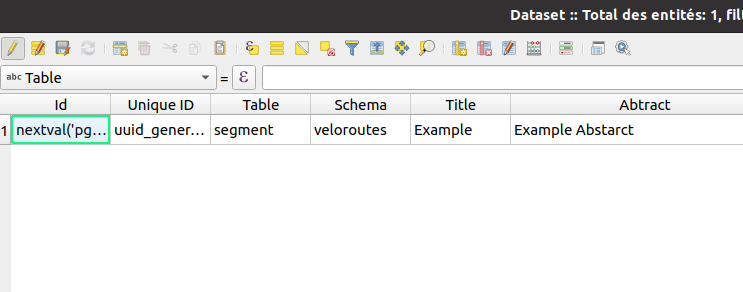 Dataset :: Total des entités: 1, fill
abc Table = ε
Id Unique ID Table Schema Title Abtract
1 nextval('pg... uuid_gener... segment veloroutes Example Example Abstarct